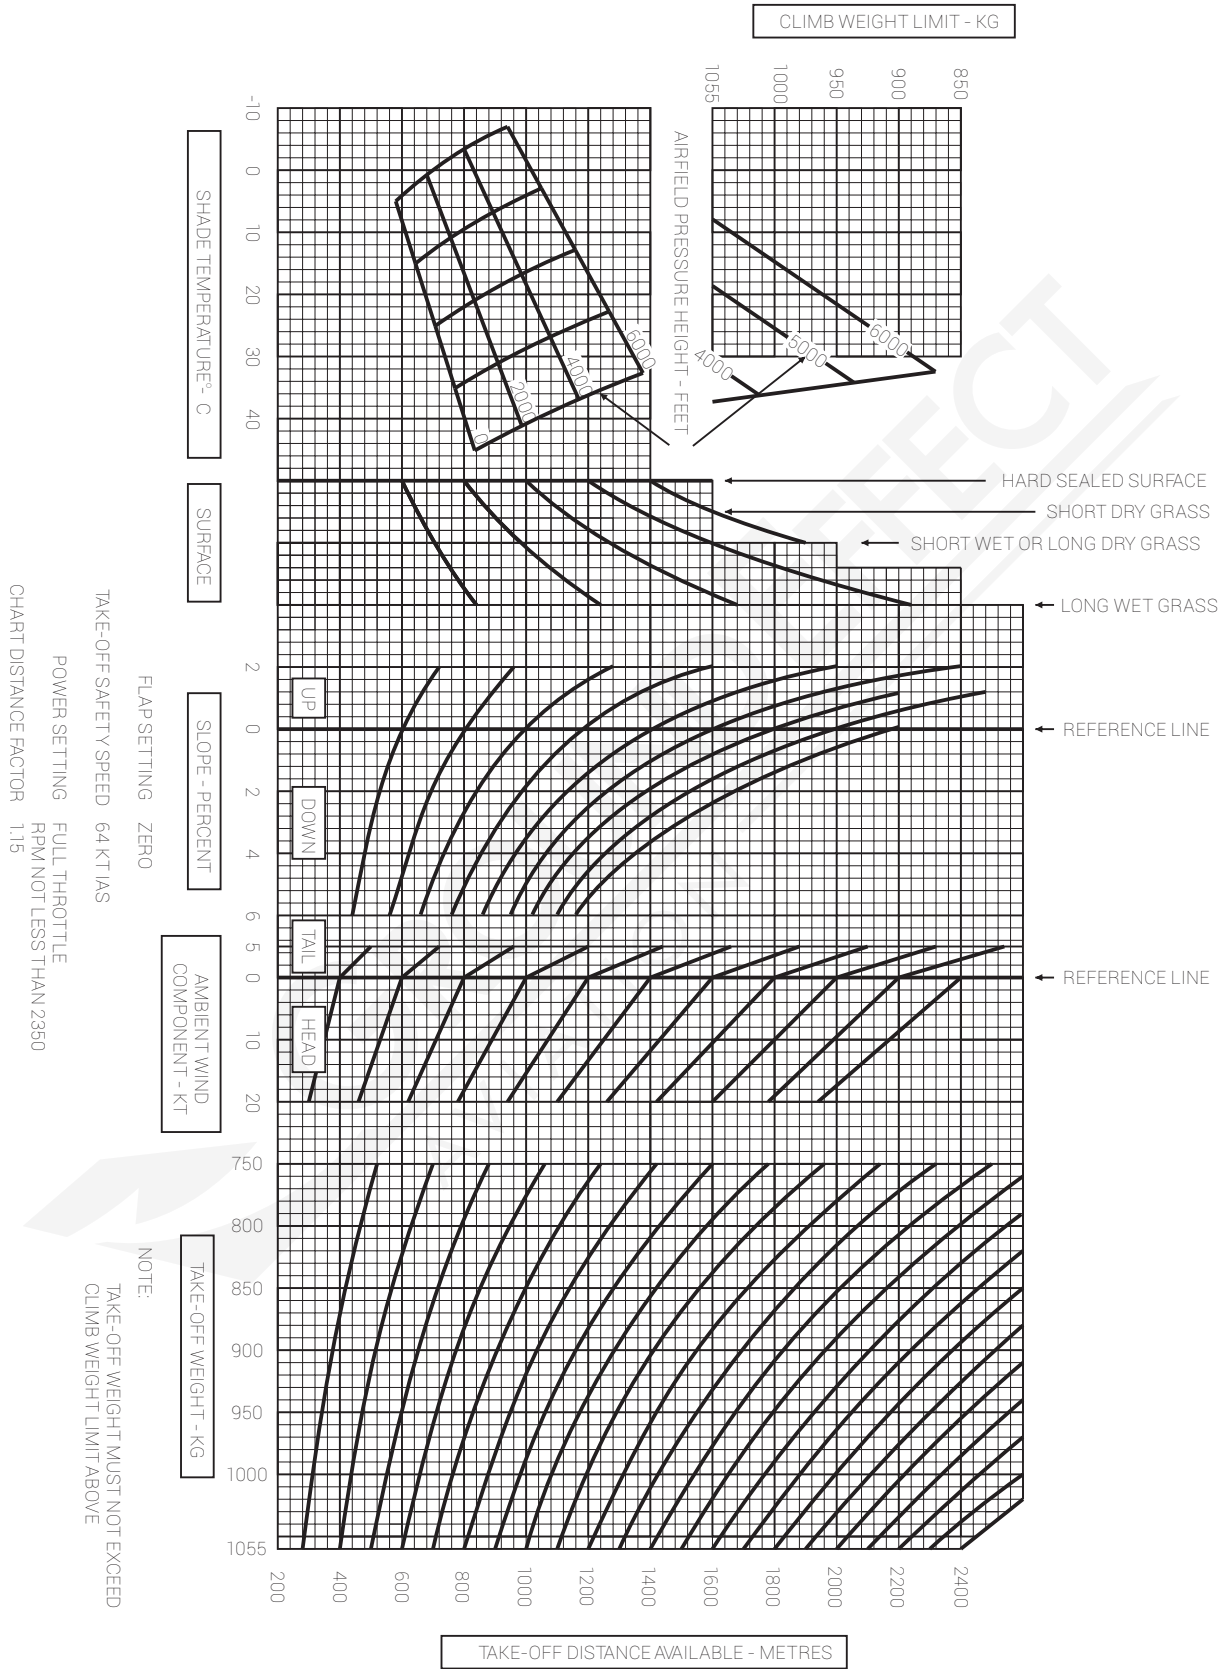 CLIMB WEIGHT LIMIT - KG
1055
1000
950
900
850
-10
0
10
20
30
40
SHADE TEMPERATURE° - C
AIRFIELD PRESSURE HEIGHT - FEET
0
2000
4000
6000
4000
5000
6000
HARD SEALED SURFACE
SHORT DRY GRASS
SHORT WET OR LONG DRY GRASS
LONG WET GRASS
SURFACE
2
0
2
4
6
UP
DOWN
SLOPE - PERCENT
REFERENCE LINE
5
0
10
20
TAIL
HEAD
AMBIENT WIND
COMPONENT - KT
REFERENCE LINE
750
800
850
900
950
1000
1055
TAKE-OFF WEIGHT - KG
FLAP SETTING ZERO
TAKE-OFF SAFETY SPEED 64 KT IAS
POWER SETTING FULL THROTTLE
RPM NOT LESS THAN 2350
CHART DISTANCE FACTOR 1.15
NOTE:
TAKE-OFF WEIGHT MUST NOT EXCEED
CLIMB WEIGHT LIMIT ABOVE
200
400
600
800
1000
1200
1400
1600
1800
2000
2200
2400
TAKE-OFF DISTANCE AVAILABLE - METRES